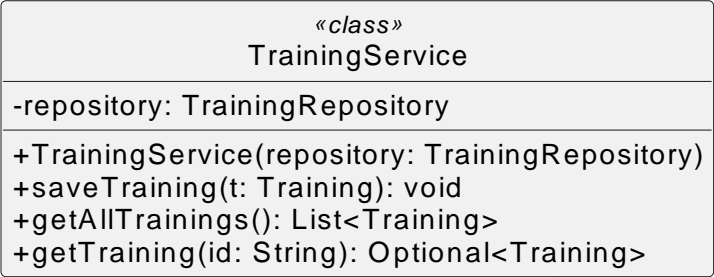 «class»
TrainingService
-repository: TrainingRepository
+TrainingService(repository: TrainingRepository)
+saveTraining(t: Training): void
+getAllTrainings(): List<Training>
+getTraining(id: String): Optional<Training>